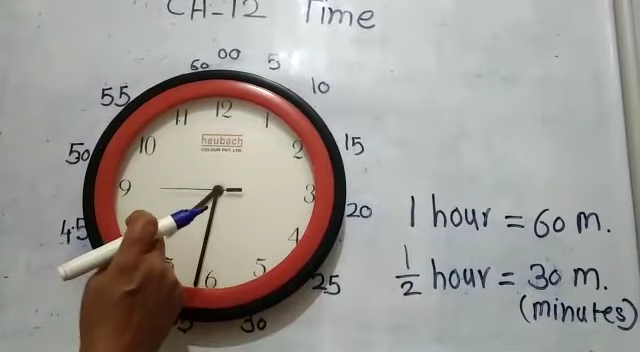 CH-12 Time
60 00 5
55 10
50 15
45 20
25
30
12
11 1
10 2
9 3
4
5
6
heubach
COLOUR PVT. LTD.
1 hour = 60 m.
1/2 hour = 30 m.
(minutes)